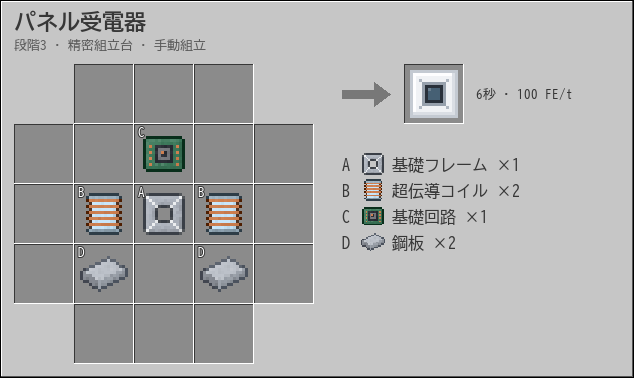 パネル受電器
段階3 · 精密組立台 · 手動組立
C
B
A
B
D
D
6秒 · 100 FE/t
A 基礎フレーム ×1
B 超伝導コイル ×2
C 基礎回路 ×1
D 鋼板 ×2